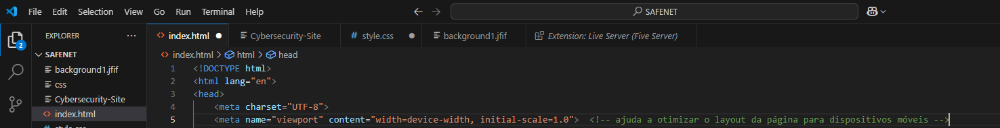 File Edit Selection View Go Run Terminal Help SAFENET
EXPLORER ··· index.html Cybersecurity-Site # style.css background1.jfif Extension: Live Server (Five Server)
2
SAFENET index.html > html > head
background1.jfif 1 <!DOCTYPE html>
css 2 <html lang="en">
Cybersecurity-Site 3 <head>
4 <meta charset="UTF-8">
index.html 5 <meta name="viewport" content="width=device-width, initial-scale=1.0"> <!-- ajuda a otimizar o layout da página para dispositivos móveis -->
style.css